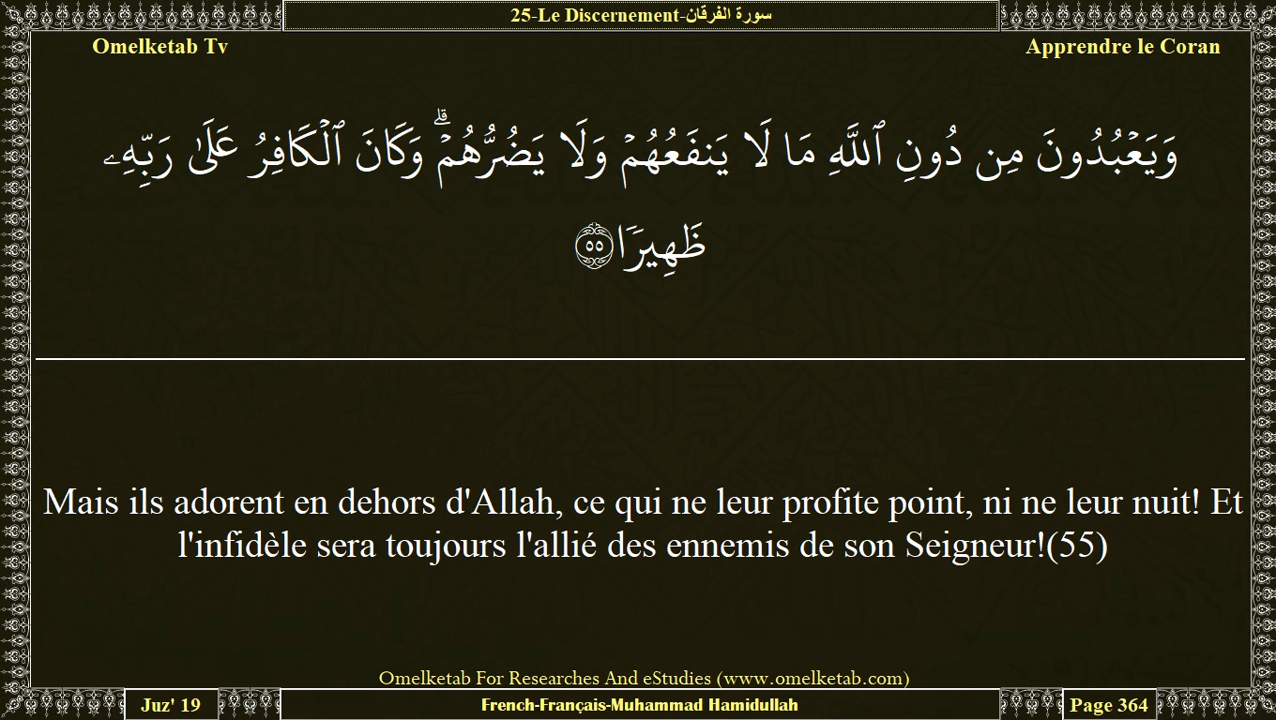 25-Le Discernement-سورة الفرقان
Omelketab Tv
Apprendre le Coran
وَيَعۡبُدُونَ مِن دُونِ ٱللَّهِ مَا لَا يَنفَعُهُمۡ وَلَا يَضُرُّهُمۡۗ وَكَانَ ٱلۡكَافِرُ عَلَىٰ رَبِّهِۦ
ظَهِيرٗا ٥٥
Mais ils adorent en dehors d'Allah, ce qui ne leur profite point, ni ne leur nuit! Et
l'infidèle sera toujours l'allié des ennemis de son Seigneur!(55)
Omelketab For Researches And eStudies (www.omelketab.com)
Juz' 19
French-Français-Muhammad Hamidullah
Page 364